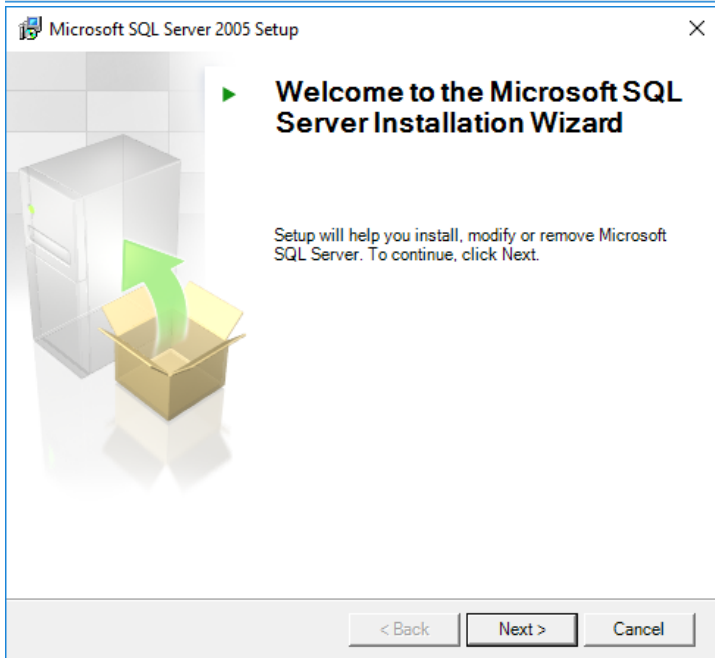 Microsoft SQL Server 2005 Setup
Welcome to the Microsoft SQL
Server Installation Wizard
Setup will help you install, modify or remove Microsoft
SQL Server. To continue, click Next.
< Back
Next >
Cancel